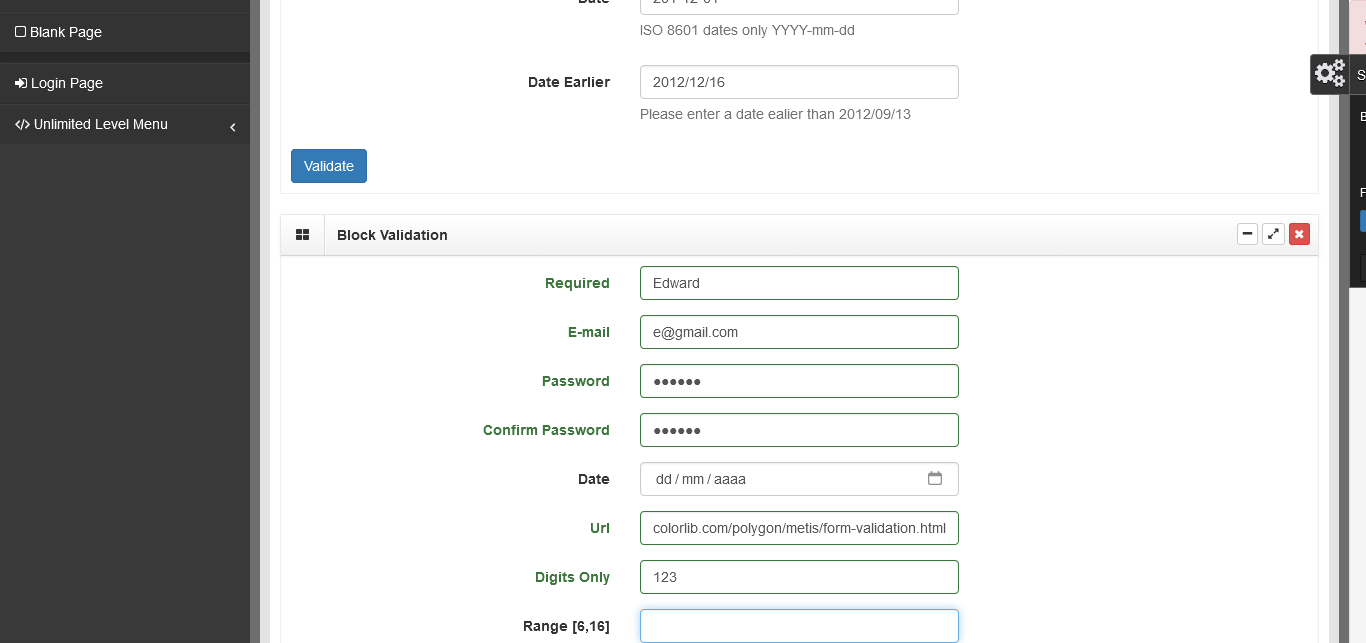 Blank Page
Login Page
Unlimited Level Menu
ISO 8601 dates only YYYY-mm-dd
Date Earlier
2012/12/16
Please enter a date ealier than 2012/09/13
Validate
Block Validation
Required
Edward
E-mail
e@gmail.com
Password
Confirm Password
Date
dd / mm / aaaa
Url
colorlib.com/polygon/metis/form-validation.html
Digits Only
123
Range [6,16]